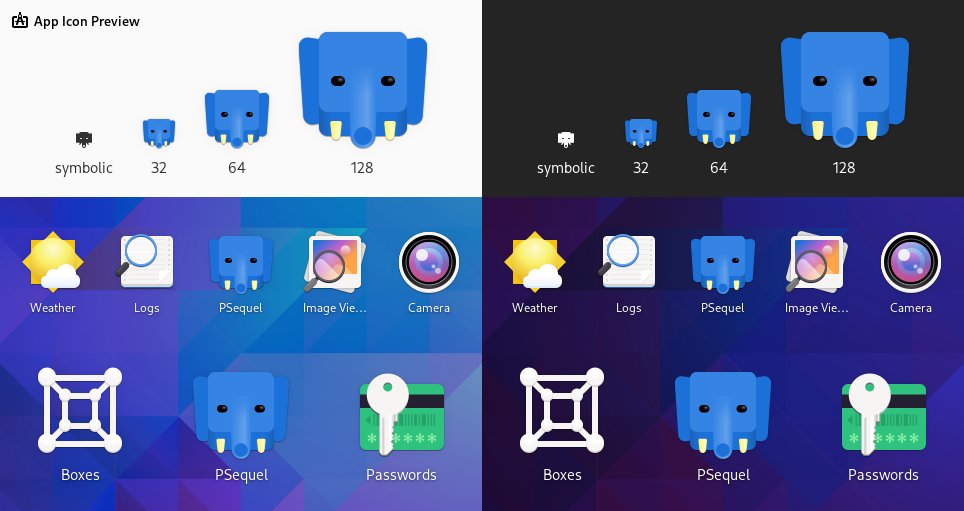 App Icon Preview
symbolic 32 64 128
symbolic 32 64 128
Weather Logs PSequel Image Vie... Camera
Weather Logs PSequel Image Vie... Camera
Boxes PSequel Passwords
Boxes PSequel Passwords